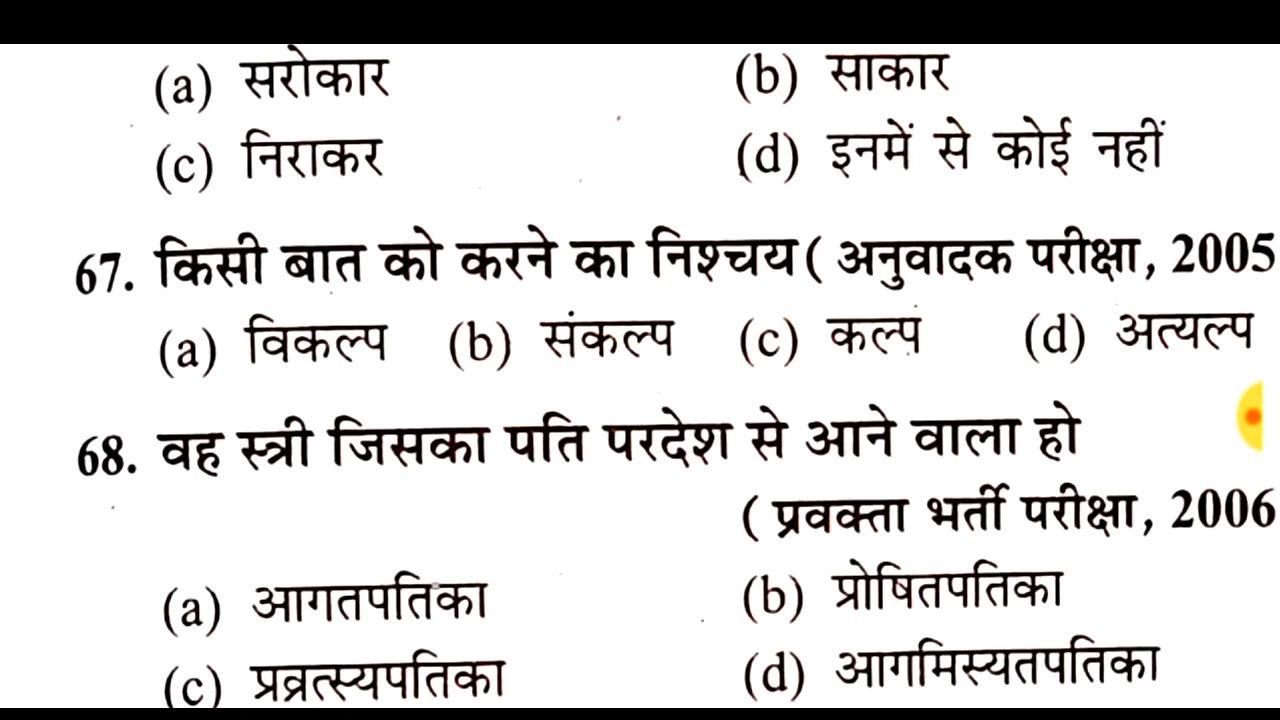 (a) सरोकार (b) साकार
(c) निराकर (d) इनमें से कोई नहीं
67. किसी बात को करने का निश्चय ( अनुवादक परीक्षा, 2005
(a) विकल्प (b) संकल्प (c) कल्प (d) अत्यल्प
68. वह स्त्री जिसका पति परदेश से आने वाला हो
( प्रवक्ता भर्ती परीक्षा, 2006
(a) आगतपतिका (b) प्रोषितपतिका
(c) प्रव्रत्स्यपतिका (d) आगमिस्यतपतिका